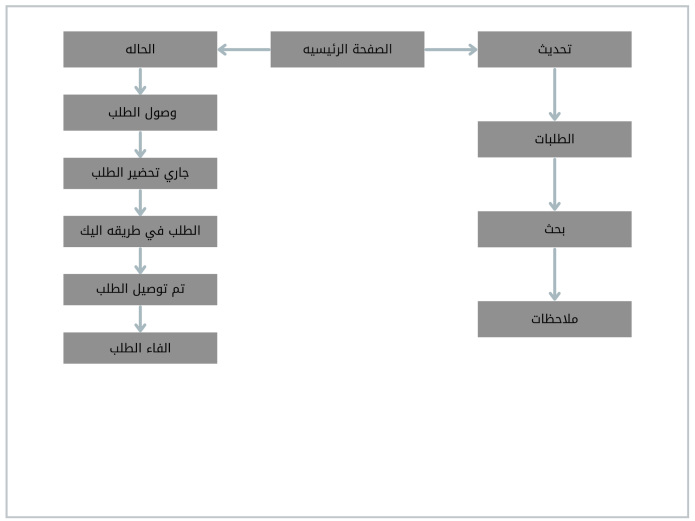 الصفحة الرئيسيه
تحديث
الطلبات
بحث
ملاحظات
الحاله
وصول الطلب
جاري تحضير الطلب
الطلب في طريقه اليك
تم توصيل الطلب
الفاء الطلب